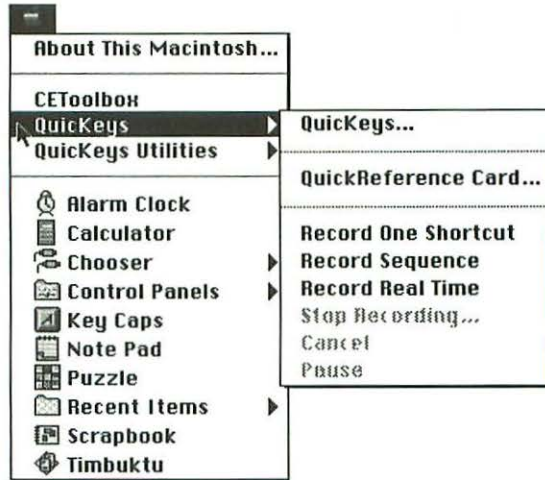 About This Macintosh...
CEToolbox
QuicKeys
QuicKeys Utilities
Alarm Clock
Calculator
Chooser
Control Panels
Key Caps
Note Pad
Puzzle
Recent Items
Scrapbook
Timbuktu
QuicKeys...
QuickReference Card...
Record One Shortcut
Record Sequence
Record Real Time
Stop Recording...
Cancel
Pause